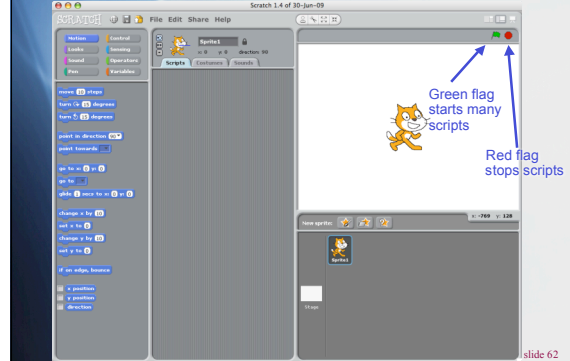 Scratch 1.4 of 30-Jun-09
SCRATCH File Edit Share Help
Motion Control
Looks Sensing
Sound Operators
Pen Variables
Sprite1
x: 0 y: 0 direction: 90
Scripts Costumes Sounds
move 10 steps
turn 15 degrees
turn 15 degrees
point in direction 90
point towards
go to x: 0 y: 0
go to
glide 1 secs to x: 0 y: 0
change x by 10
set x to 0
change y by 10
set y to 0
if on edge, bounce
x position
y position
direction
Green flag
starts many
scripts
Red flag
stops scripts
x: -769 y: 128
New sprite:
Sprite1
Stage
slide 62